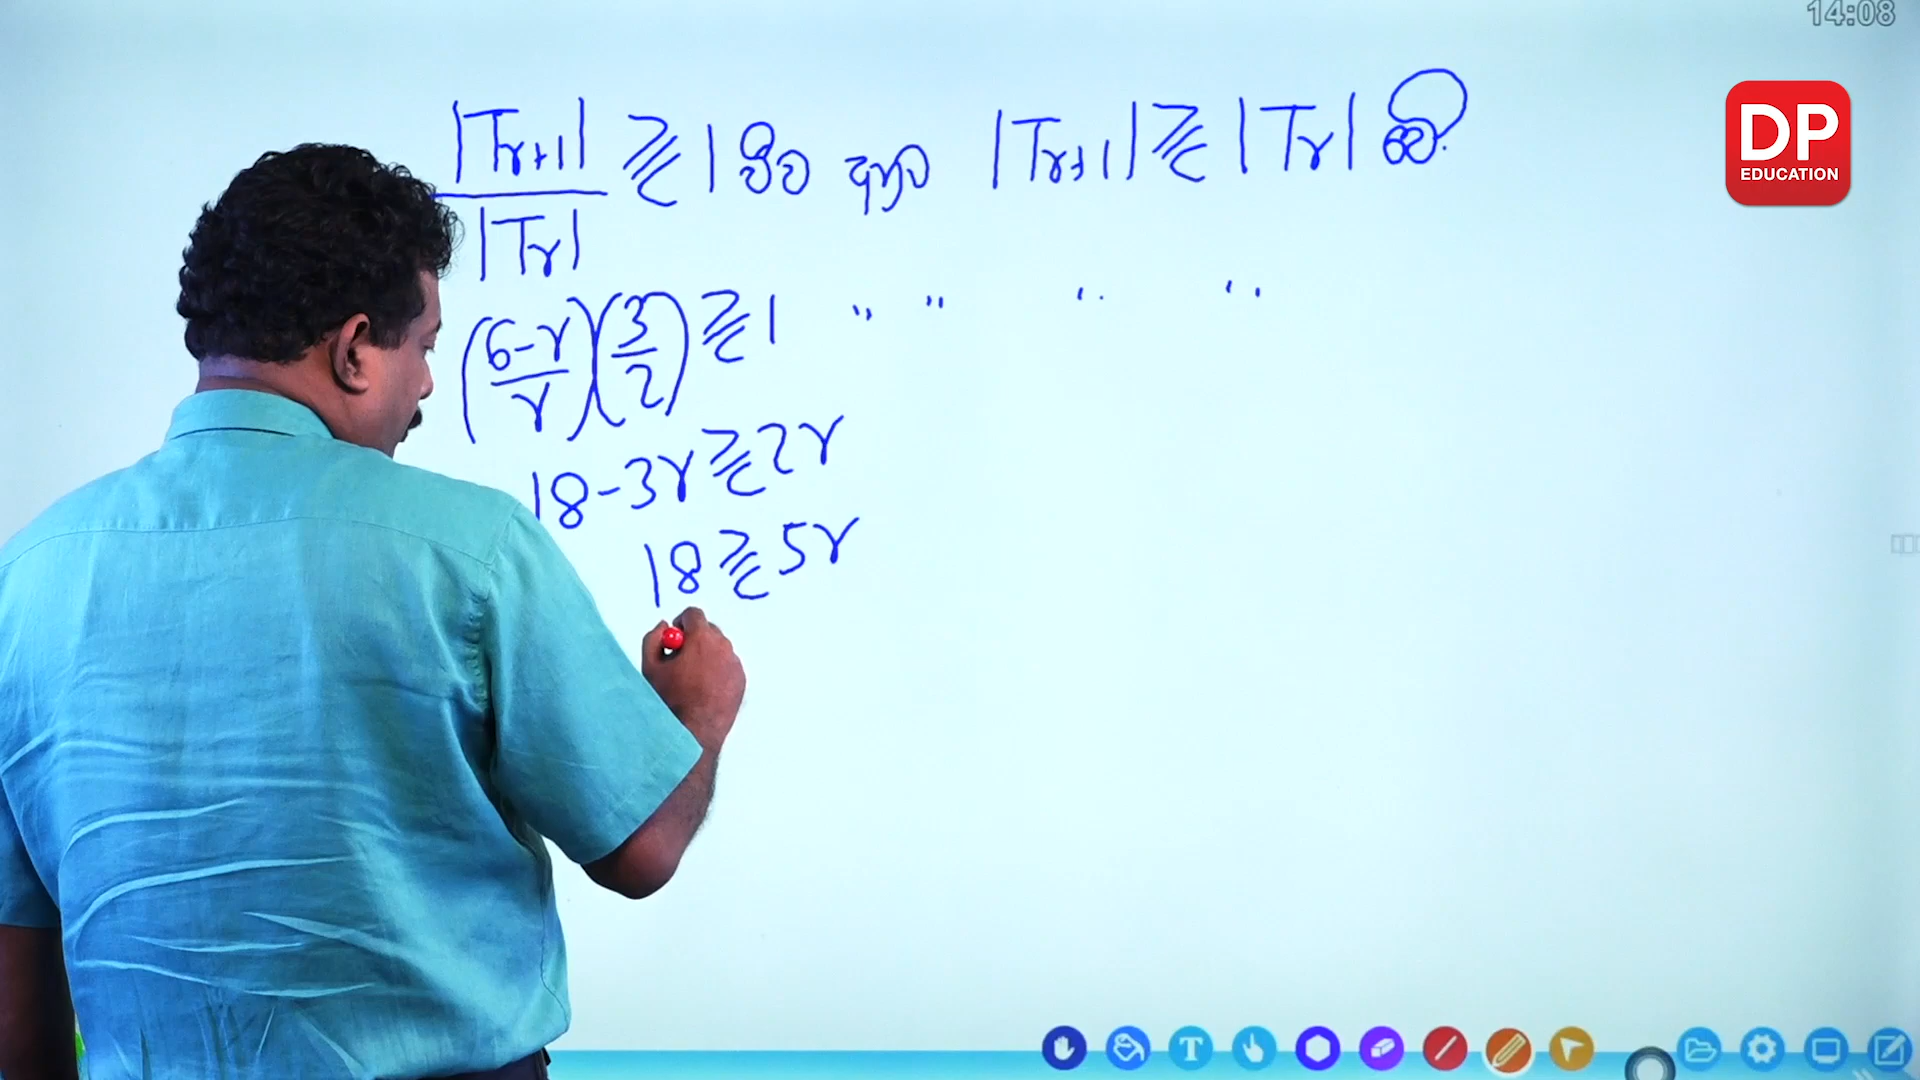 14:08
DP
EDUCATION
|Tr+1| / |Tr| ⋛ 1 විට අනුව |Tr+1| ⋛ |Tr| වේ.
((6-r)/r)(3/2) ⋛ 1 " " " "
18-3r ⋛ 2r
18 ⋛ 5r